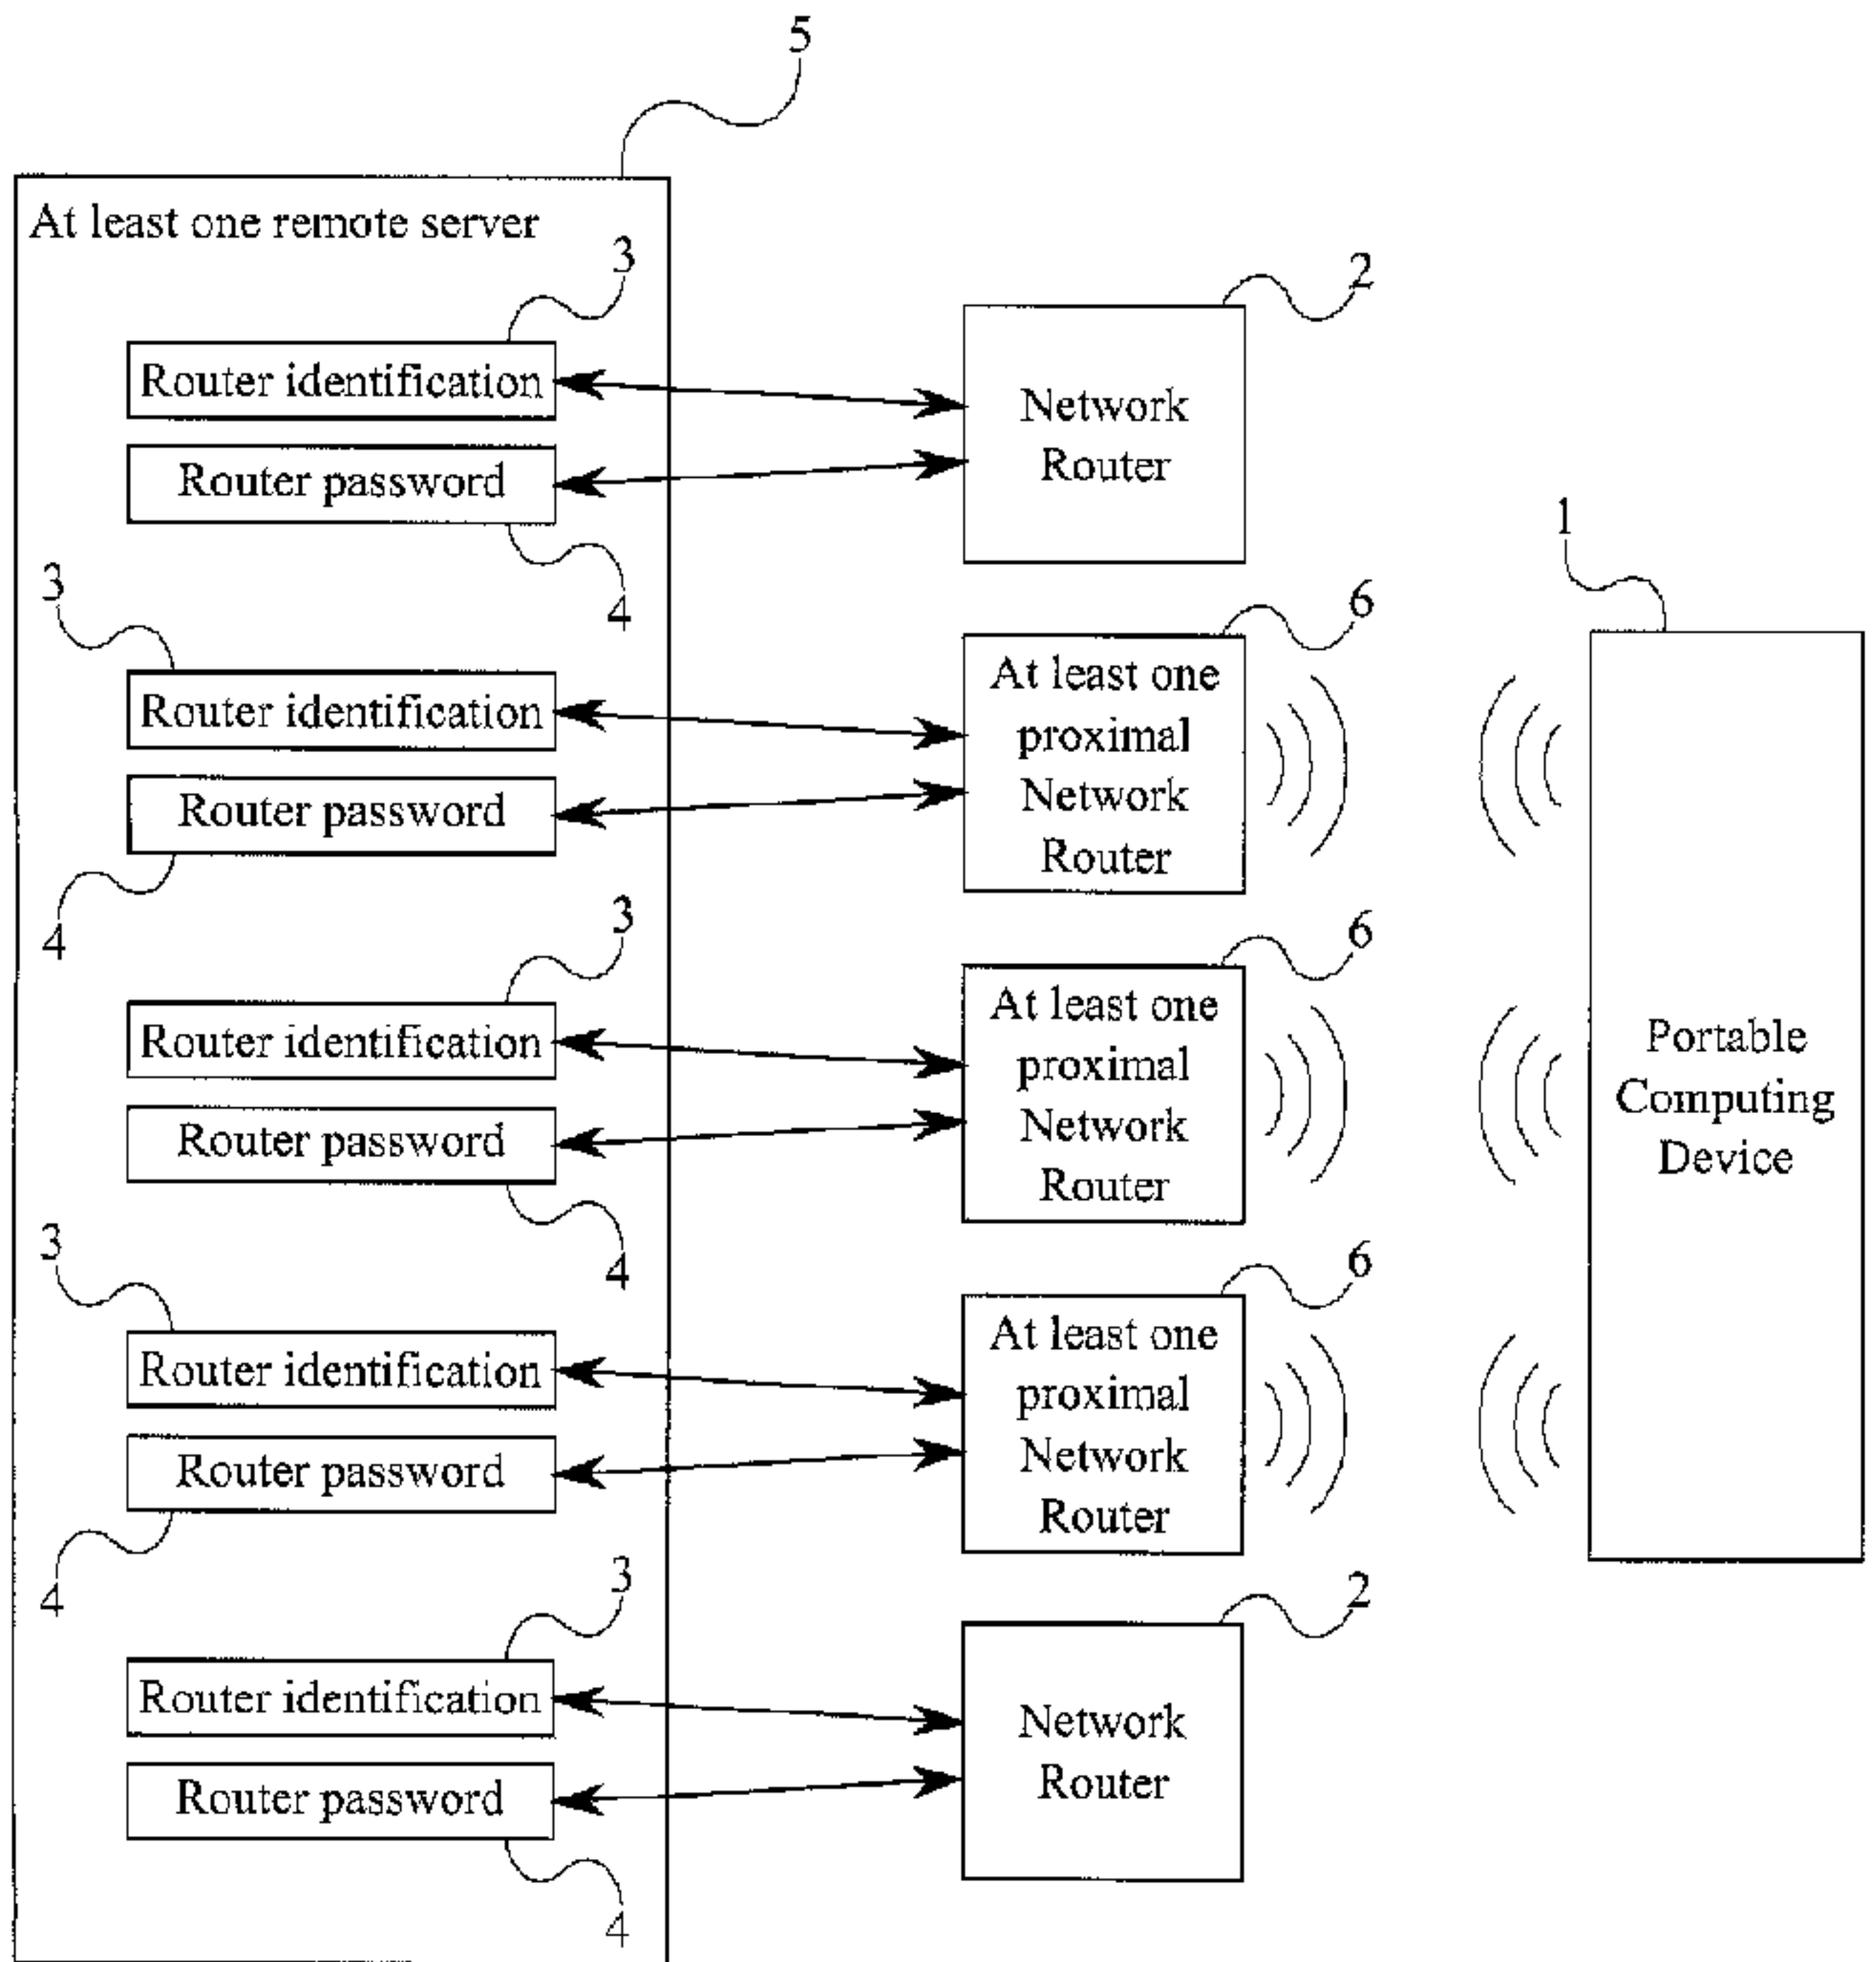 5
At least one remote server
3
Router identification
Router password
4
2
Network
Router
3
Router identification
Router password
4
6
At least one
proximal
Network
Router
1
Portable
Computing
Device
3
Router identification
Router password
4
6
At least one
proximal
Network
Router
3
Router identification
Router password
4
6
At least one
proximal
Network
Router
3
Router identification
Router password
4
2
Network
Router